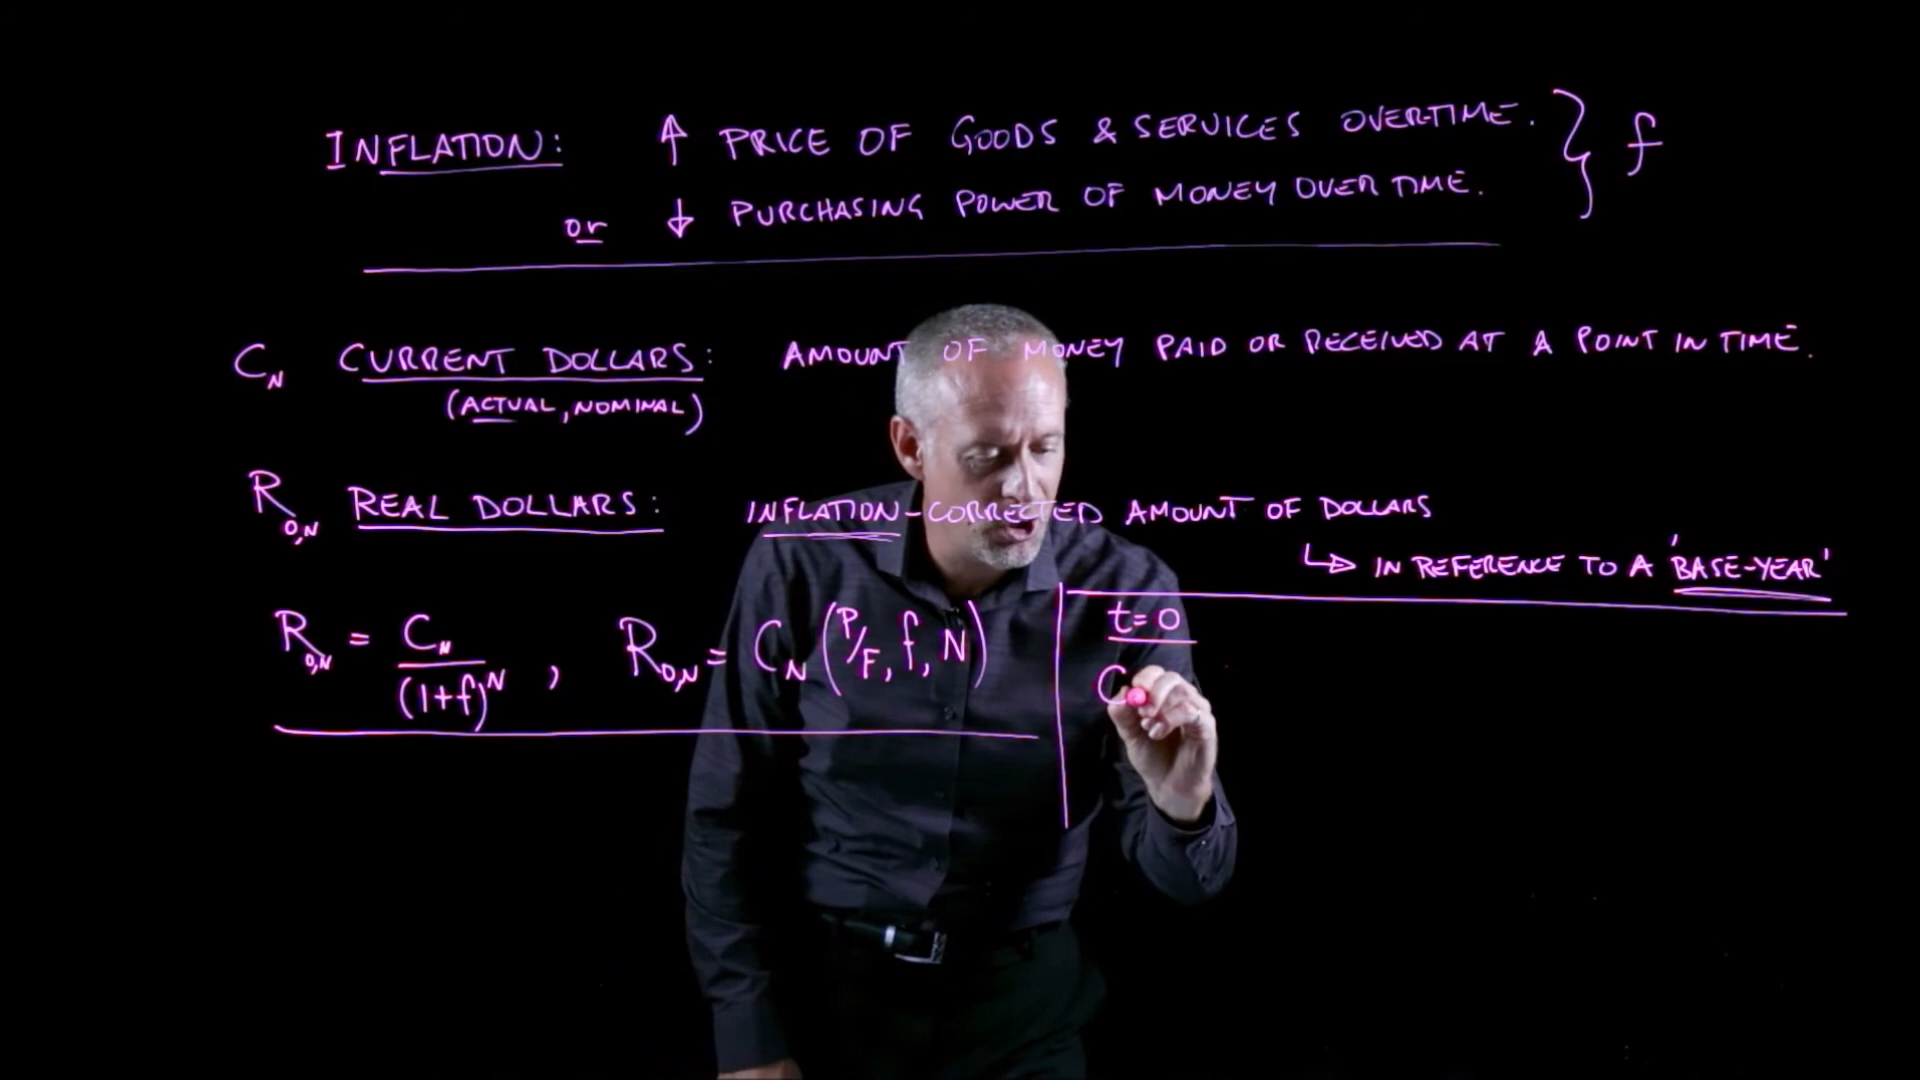 INFLATION: ↑ PRICE OF GOODS & SERVICES OVERTIME. } f
or ↓ PURCHASING POWER OF MONEY OVER TIME.
C_N CURRENT DOLLARS: AMOUNT OF MONEY PAID OR RECEIVED AT A POINT IN TIME.
(ACTUAL, NOMINAL)
R_0,N REAL DOLLARS: INFLATION-CORRECTED AMOUNT OF DOLLARS
↳ IN REFERENCE TO A 'BASE-YEAR'
R_0,N = C_N / (1+f)^N , R_0,N = C_N (P/F, f, N)
t=0
C